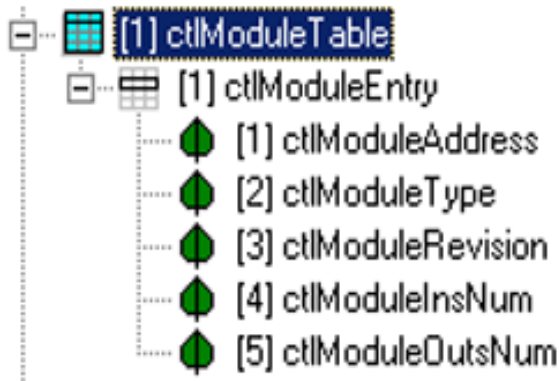 [1] ctlModuleTable
[1] ctlModuleEntry
[1] ctlModuleAddress
[2] ctlModuleType
[3] ctlModuleRevision
[4] ctlModuleInsNum
[5] ctlModuleOutsNum